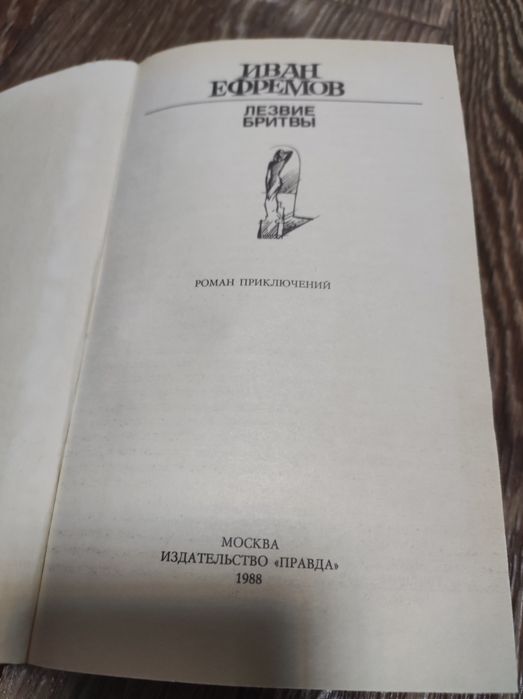 ИВАН
ЕФРЕМОВ
ЛЕЗВИЕ
БРИТВЫ
РОМАН ПРИКЛЮЧЕНИЙ
МОСКВА
ИЗДАТЕЛЬСТВО «ПРАВДА»
1988